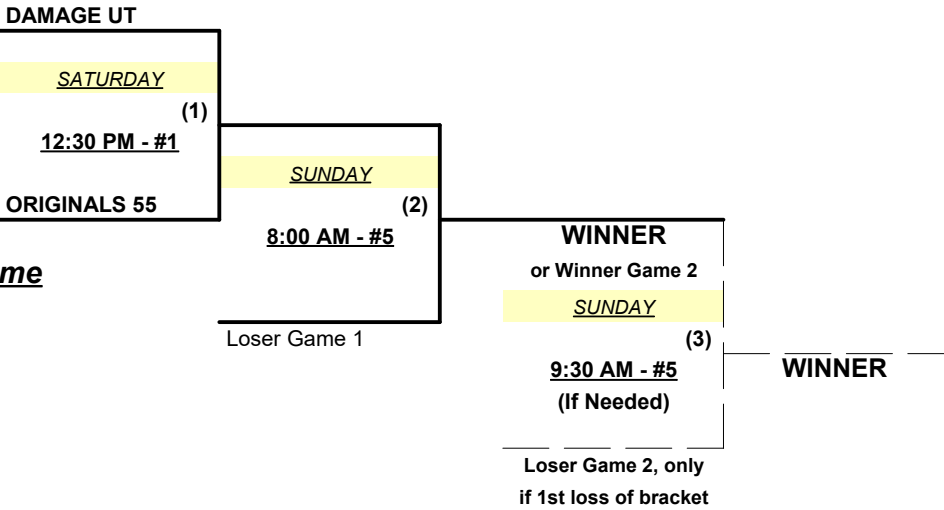 DAMAGE UT
SATURDAY
(1)
12:30 PM - #1
ORIGINALS 55
me
SUNDAY
(2)
8:00 AM - #5
Loser Game 1
WINNER
or Winner Game 2
SUNDAY
(3)
9:30 AM - #5
(If Needed)
Loser Game 2, only
if 1st loss of bracket
WINNER